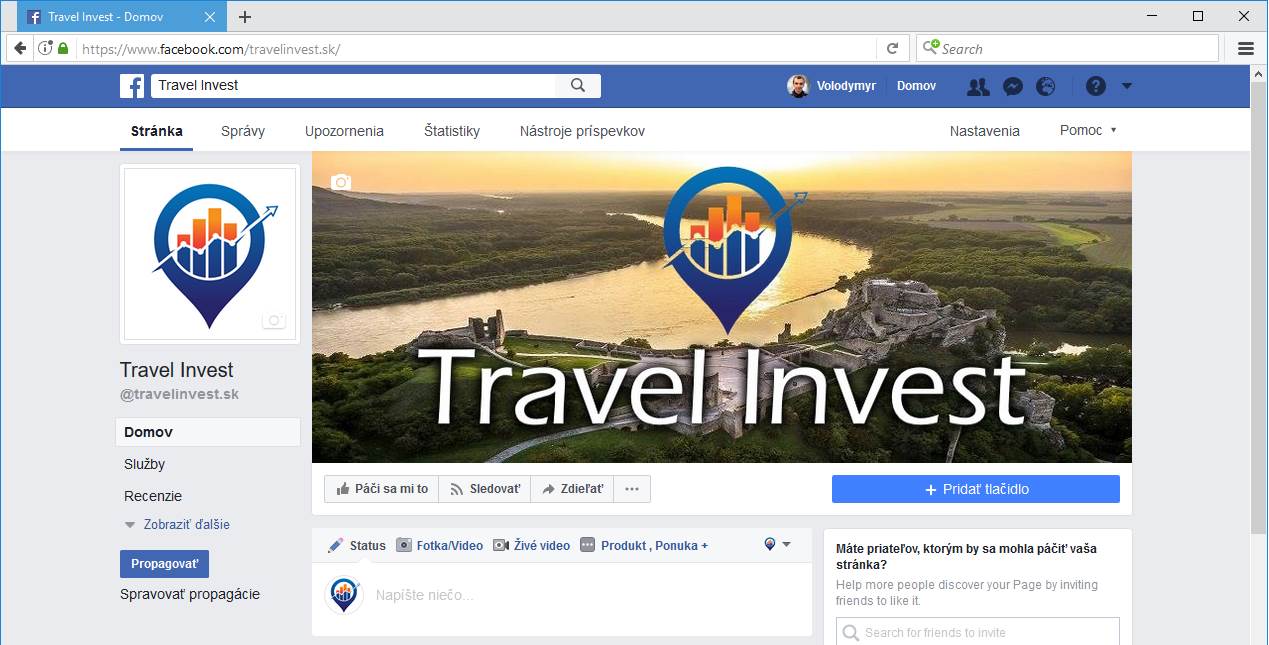 Travel Invest - Domov
https://www.facebook.com/travelinvest.sk/
Search
Travel Invest
Volodymyr
Domov
Stránka
Správy
Upozornenia
Štatistiky
Nástroje príspevkov
Nastavenia
Pomoc
Travel Invest
Travel Invest
@travelinvest.sk
Domov
Služby
Recenzie
Zobraziť ďalšie
Propagovať
Spravovať propagácie
Páči sa mi to
Sledovať
Zdieľať
+ Pridať tlačidlo
Status
Fotka/Video
Živé video
Produkt , Ponuka +
Napíšte niečo...
Máte priateľov, ktorým by sa mohla páčiť vaša
stránka?
Help more people discover your Page by inviting
friends to like it.
Search for friends to invite